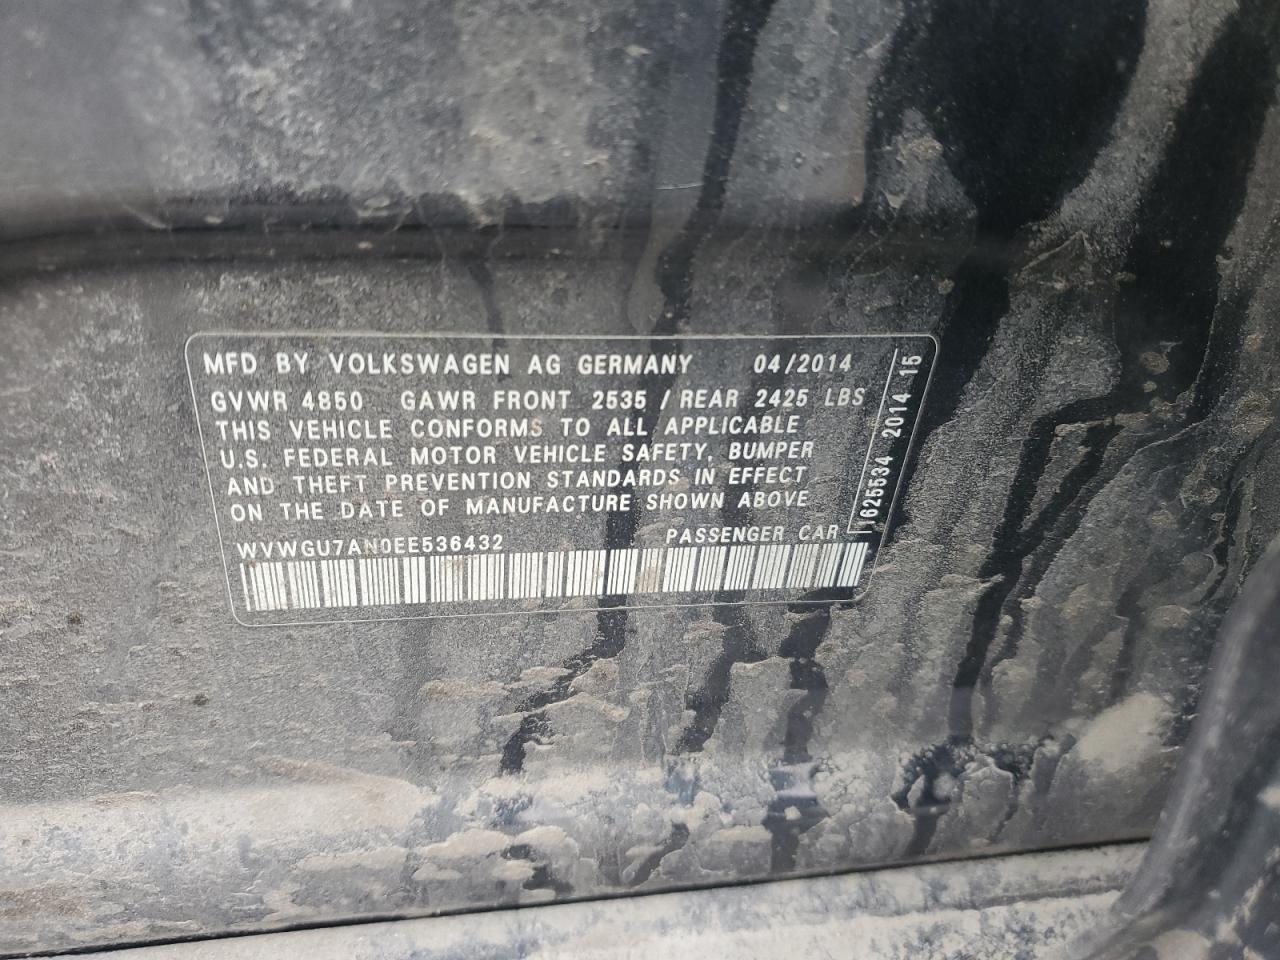 MFD BY VOLKSWAGEN AG GERMANY 04/2014
GVWR 4850 GAWR FRONT 2535 / REAR 2425 LBS
THIS VEHICLE CONFORMS TO ALL APPLICABLE
U.S. FEDERAL MOTOR VEHICLE SAFETY, BUMPER
AND THEFT PREVENTION STANDARDS IN EFFECT
ON THE DATE OF MANUFACTURE SHOWN ABOVE
WVWGU7AN0EE536432 PASSENGER CAR
1625534 2014 15